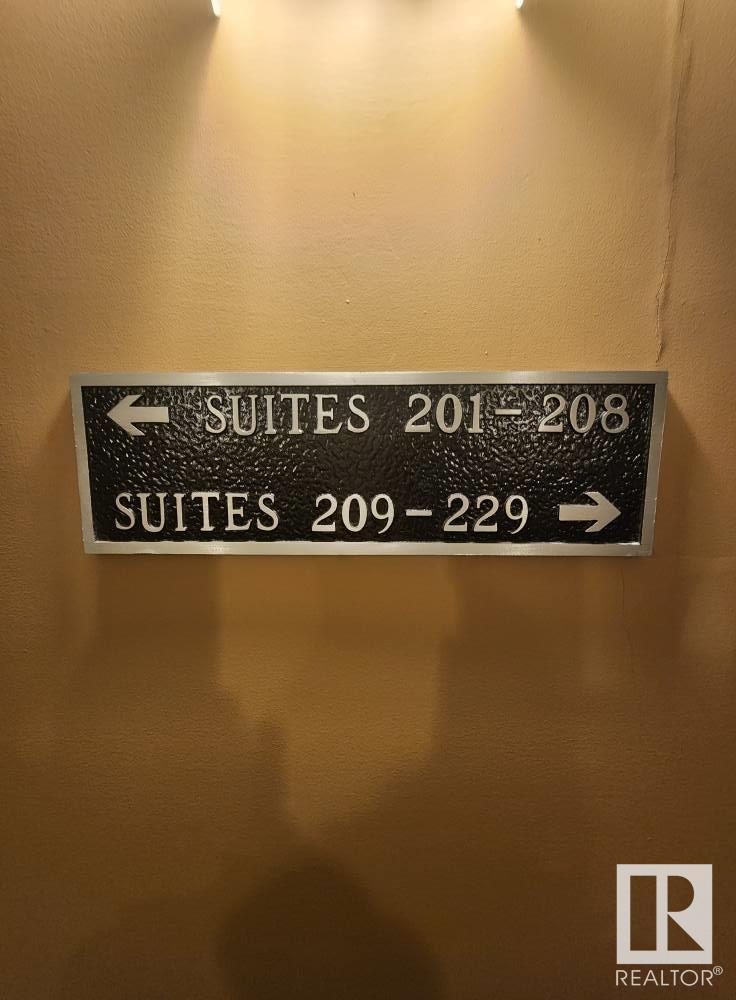 ← SUITES 201-208
SUITES 209-229 →
R
REALTOR®